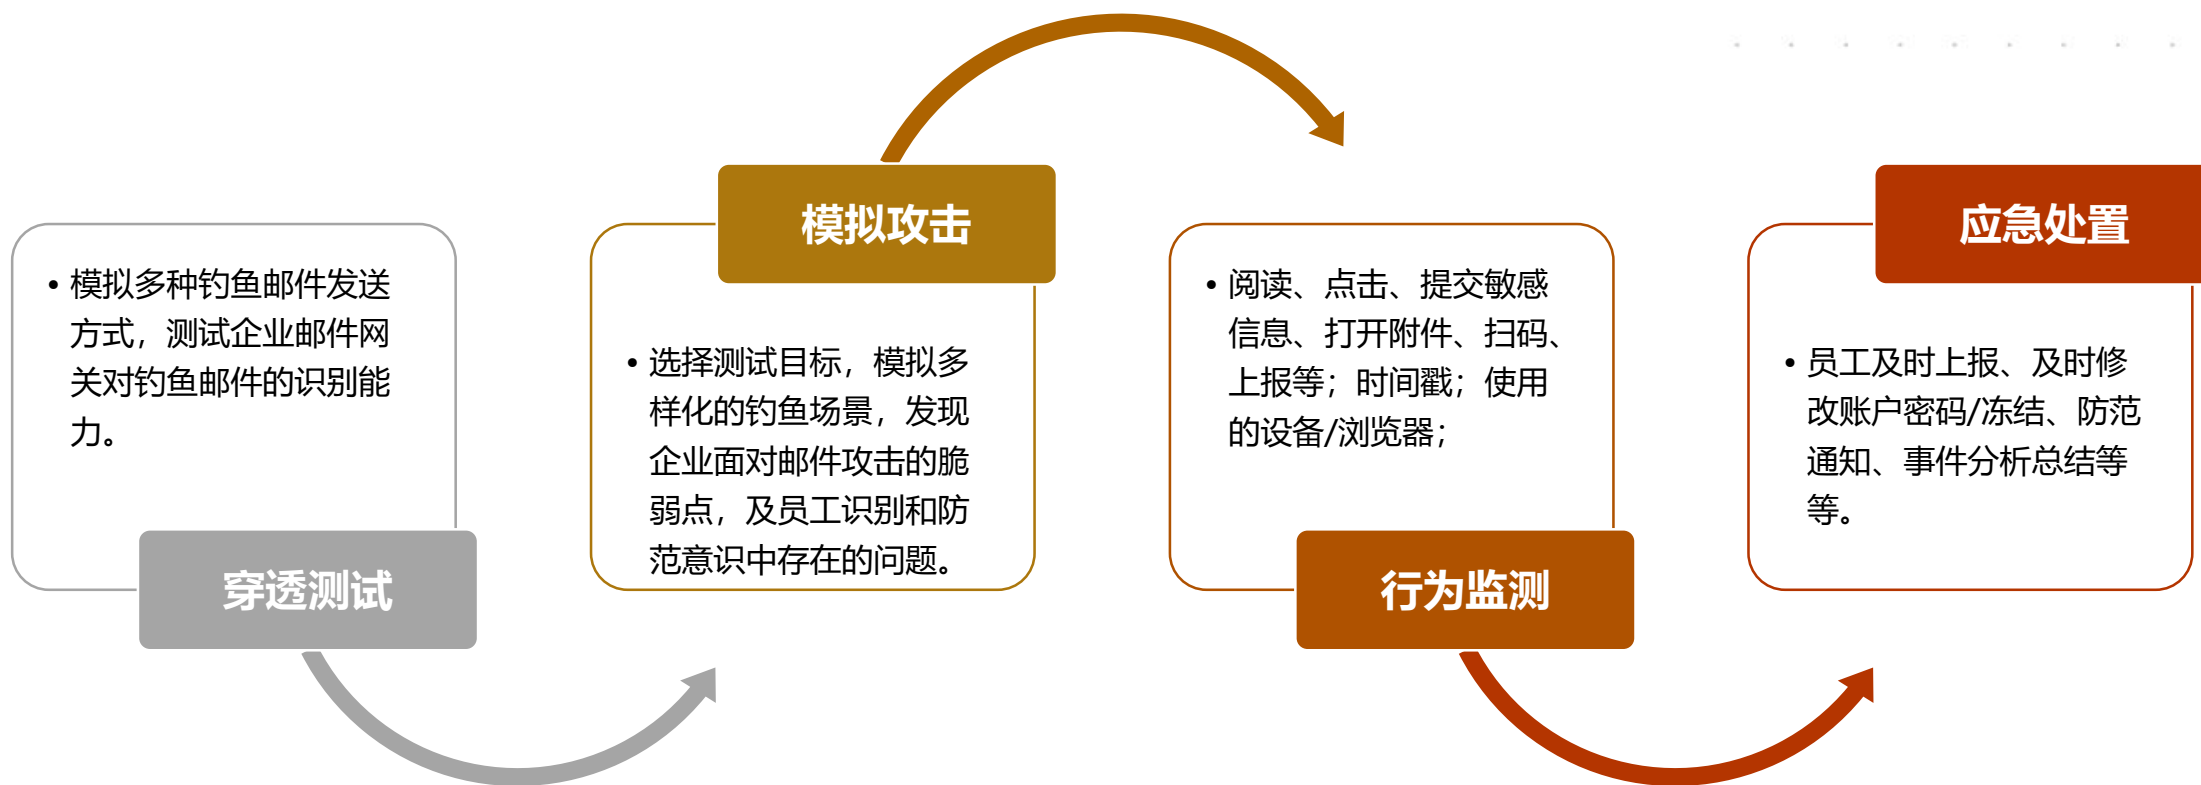 • 模拟多种钓鱼邮件发送
方式，测试企业邮件网
关对钓鱼邮件的识别能
力。
穿透测试
模拟攻击
• 选择测试目标，模拟多
样化的钓鱼场景，发现
企业面对邮件攻击的脆
弱点，及员工识别和防
范意识中存在的问题。
• 阅读、点击、提交敏感
信息、打开附件、扫码、
上报等；时间戳；使用
的设备/浏览器；
行为监测
应急处置
• 员工及时上报、及时修
改账户密码/冻结、防范
通知、事件分析总结等
等。